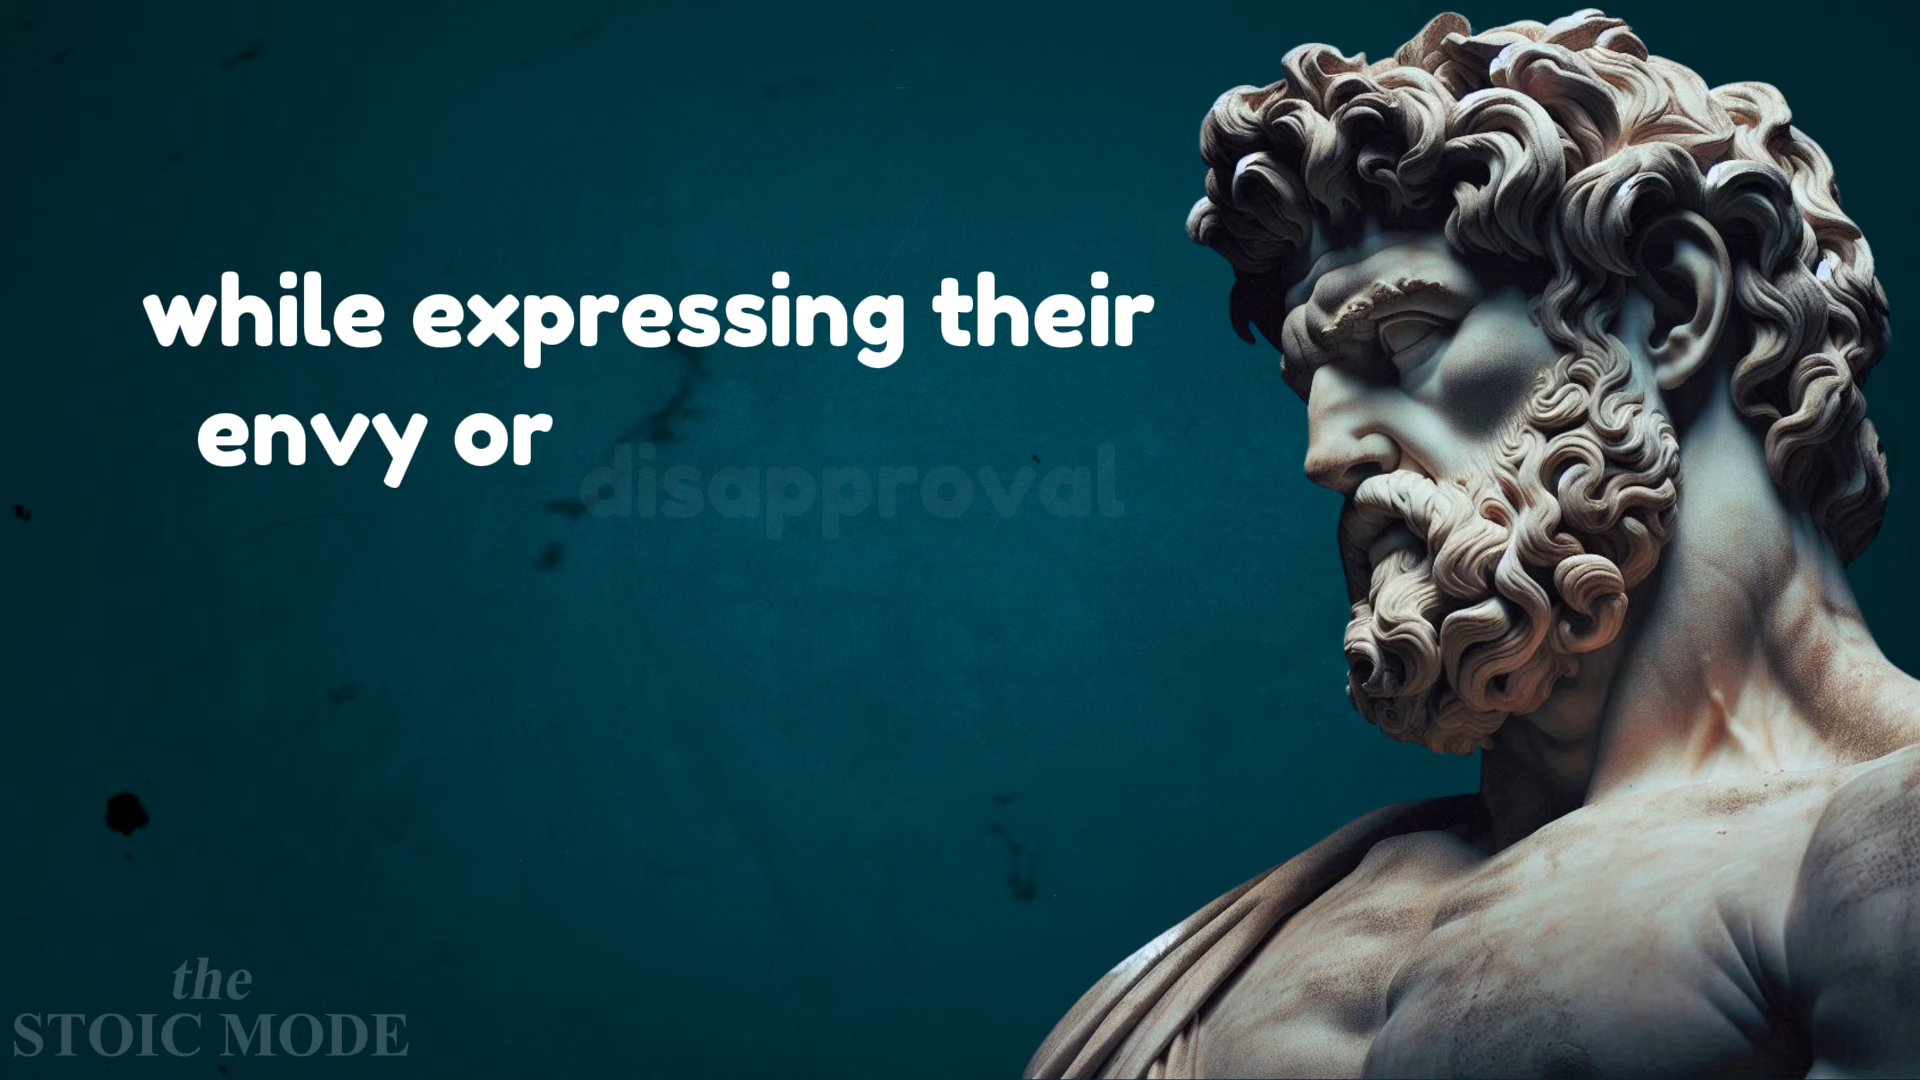 while expressing their
envy or disapproval
the
STOIC MODE